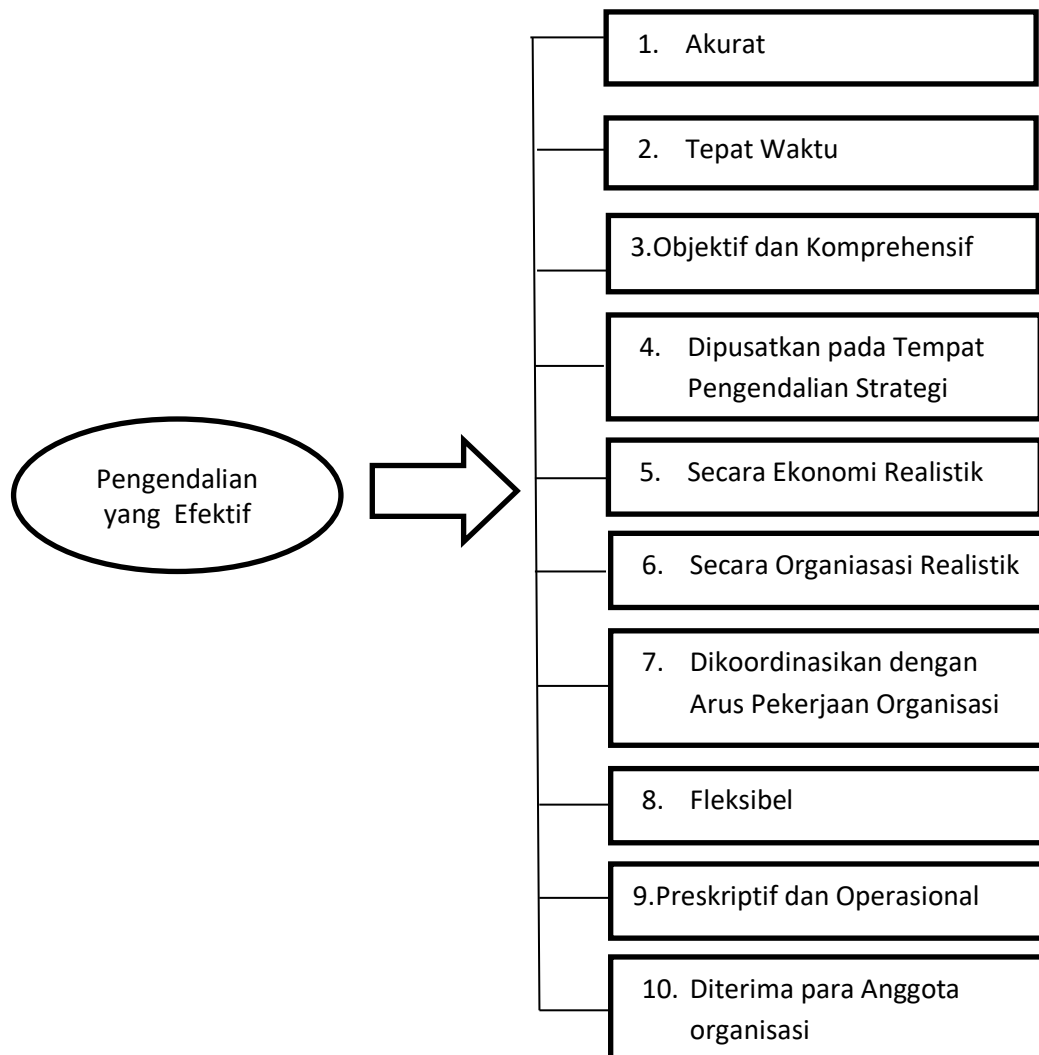 1. Akurat
2. Tepat Waktu
3.Objektif dan Komprehensif
4. Dipusatkan pada Tempat
Pengendalian Strategi
Pengendalian
yang Efektif
5. Secara Ekonomi Realistik
6. Secara Organiasasi Realistik
7. Dikoordinasikan dengan
Arus Pekerjaan Organisasi
8. Fleksibel
9.Preskriptif dan Operasional
10. Diterima para Anggota
organisasi